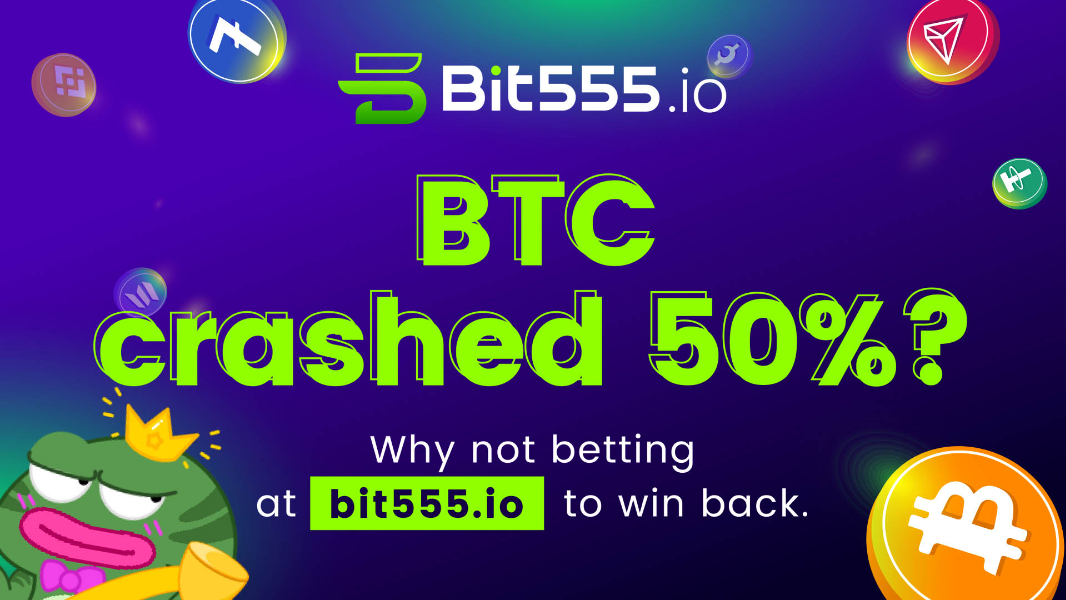 Bit555.io
BTC
crashed 50%?
Why not betting
at bit555.io to win back.